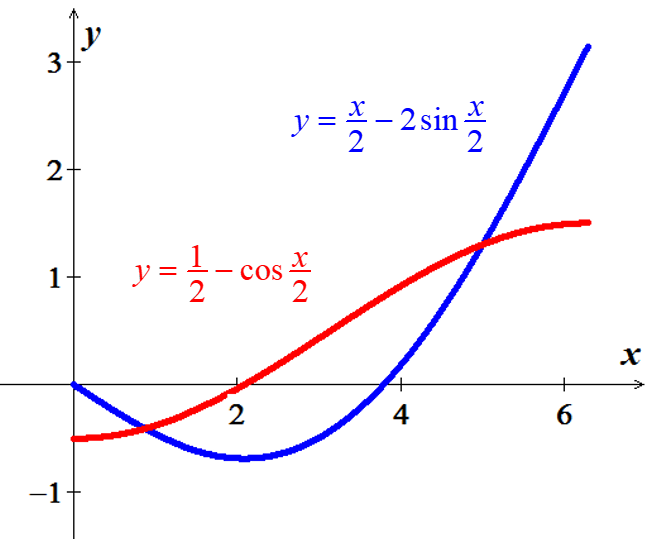 y
3
y = x/2 − 2 sin x/2
2
y = 1/2 − cos x/2
1
x
2 4 6
−1